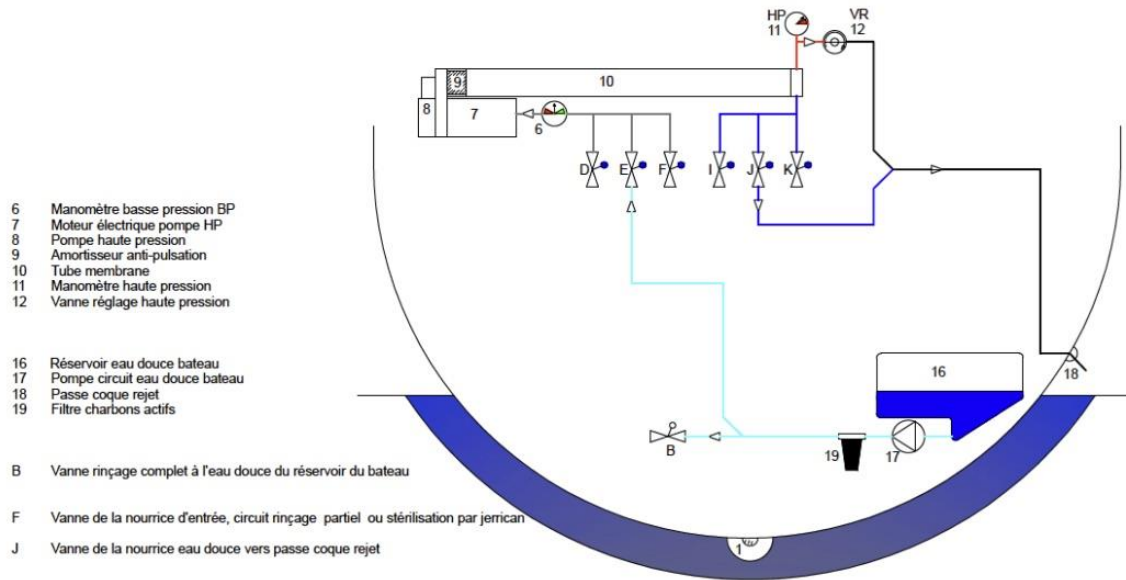 HP
11
VR
12
9
10
8
7
6
D
E
F
I
J
K
6 Manomètre basse pression BP
7 Moteur électrique pompe HP
8 Pompe haute pression
9 Amortisseur anti-pulsation
10 Tube membrane
11 Manomètre haute pression
12 Vanne réglage haute pression
16 Réservoir eau douce bateau
17 Pompe circuit eau douce bateau
18 Passe coque rejet
19 Filtre charbons actifs
16
18
B
19
17
B Vanne rinçage complet à l'eau douce du réservoir du bateau
F Vanne de la nourrice d'entrée, circuit rinçage partiel ou stérilisation par jerrican
J Vanne de la nourrice eau douce vers passe coque rejet
1